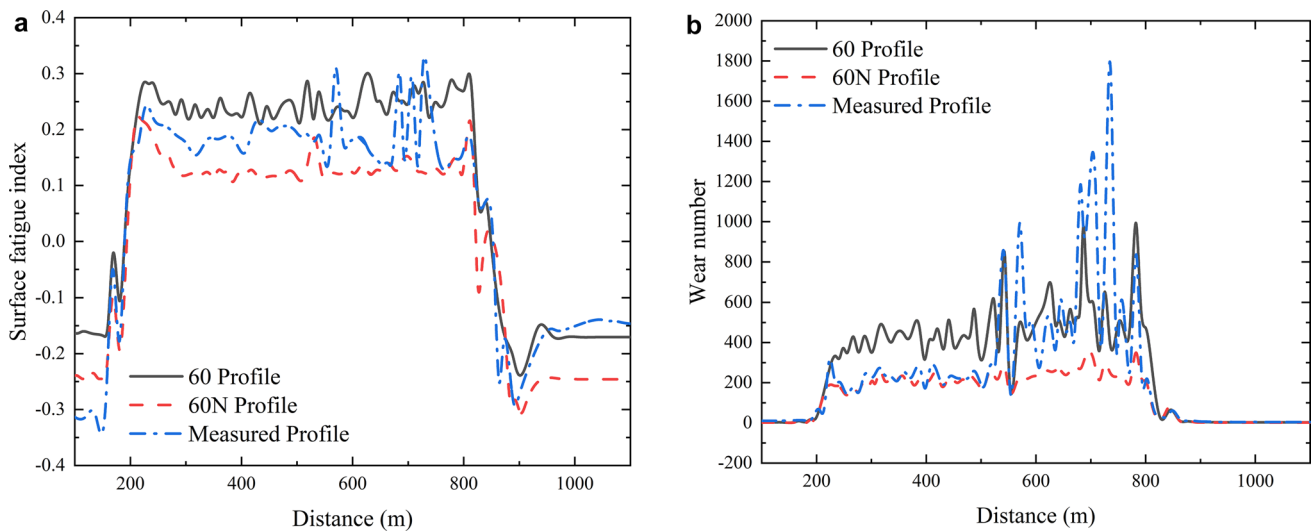 a
Surface fatigue index
0.4
0.3
0.2
0.1
0.0
-0.1
-0.2
-0.3
-0.4
60 Profile
60N Profile
Measured Profile
200 400 600 800 1000
Distance (m)
b
Wear number
2000
1800
1600
1400
1200
1000
800
600
400
200
0
-200
60 Profile
60N Profile
Measured Profile
200 400 600 800 1000
Distance (m)